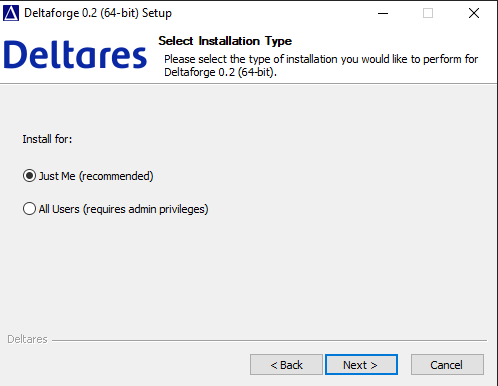 Deltaforge 0.2 (64-bit) Setup
Deltares
Select Installation Type
Please select the type of installation you would like to perform for
Deltaforge 0.2 (64-bit).
Install for:
Just Me (recommended)
All Users (requires admin privileges)
Deltares
< Back
Next >
Cancel